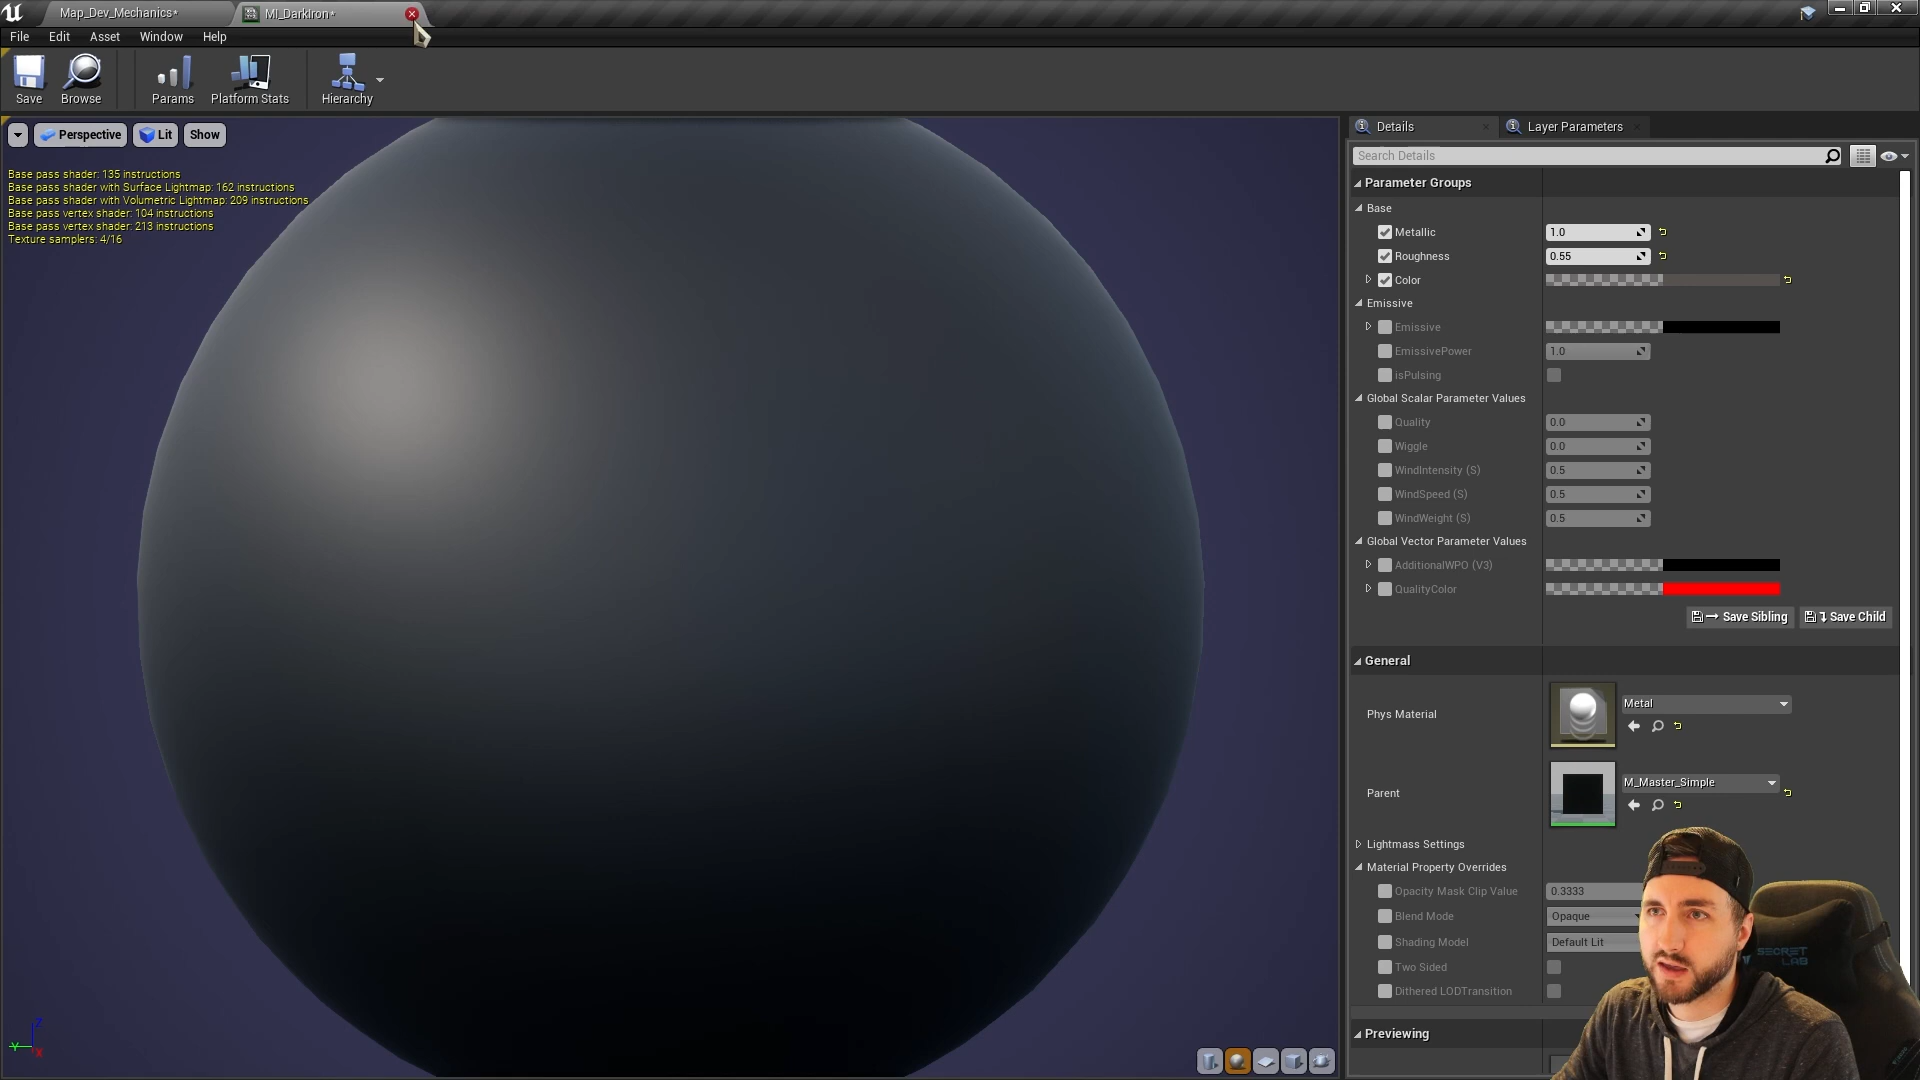 Map_Dev_Mechanics*
MI_DarkIron*
File Edit Asset Window Help
Save Browse Params Platform Stats Hierarchy
Perspective Lit Show
Base pass shader: 135 instructions
Base pass shader with Surface Lightmap: 162 instructions
Base pass shader with Volumetric Lightmap: 209 instructions
Base pass vertex shader: 104 instructions
Base pass vertex shader: 213 instructions
Texture samplers: 4/16
Details Layer Parameters
Search Details
Parameter Groups
Base
Metallic 1.0
Roughness 0.55
Color
Emissive
Emissive
EmissivePower 1.0
isPulsing
Global Scalar Parameter Values
Quality 0.0
Wiggle 0.0
WindIntensity (S) 0.5
WindSpeed (S) 0.5
WindWeight (S) 0.5
Global Vector Parameter Values
AdditionalWPO (V3)
QualityColor
Save Sibling Save Child
General
Phys Material Metal
Parent M_Master_Simple
Lightmass Settings
Material Property Overrides
Opacity Mask Clip Value 0.3333
Blend Mode Opaque
Shading Model Default Lit
Two Sided
Dithered LODTransition
Previewing
SECRET
LAB
Z
Y
X